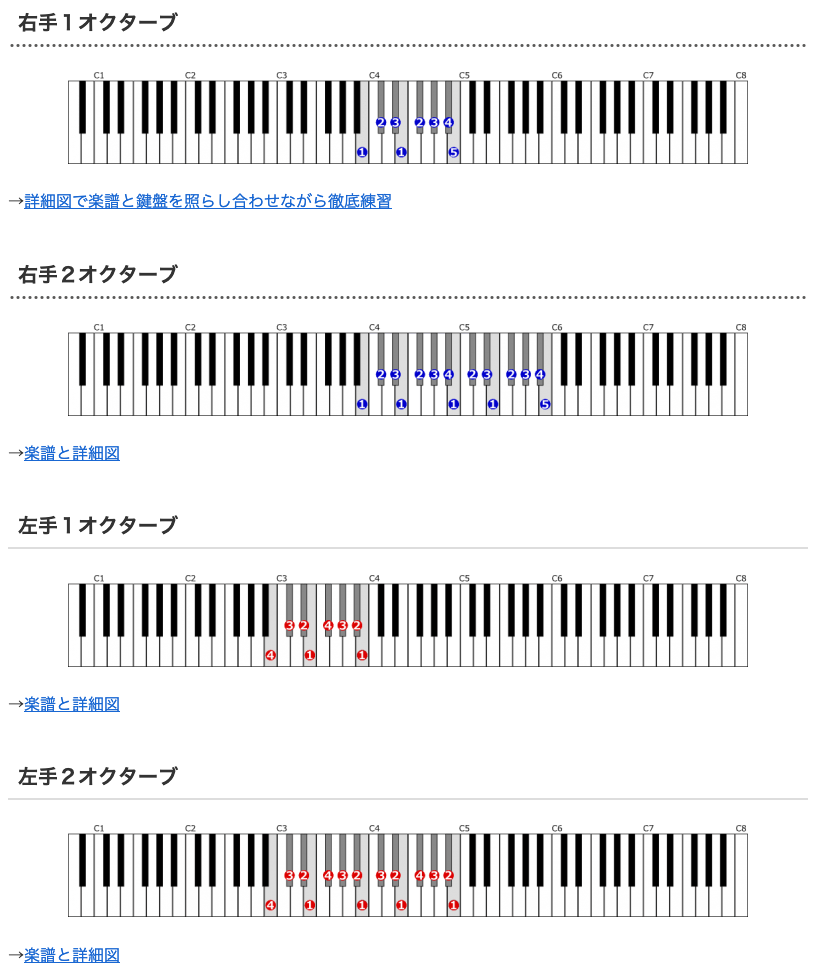 右手１オクターブ
C1 C2 C3 C4 C5 C6 C7 C8
2 3 2 3 4
1 1 5
→詳細図で楽譜と鍵盤を照らし合わせながら徹底練習
右手２オクターブ
C1 C2 C3 C4 C5 C6 C7 C8
2 3 2 3 4 2 3 2 3 4
1 1 1 1 5
→楽譜と詳細図
左手１オクターブ
C1 C2 C3 C4 C5 C6 C7 C8
3 2 4 3 2
4 1 1
→楽譜と詳細図
左手２オクターブ
C1 C2 C3 C4 C5 C6 C7 C8
3 2 4 3 2 3 2 4 3 2
4 1 1 1 1
→楽譜と詳細図